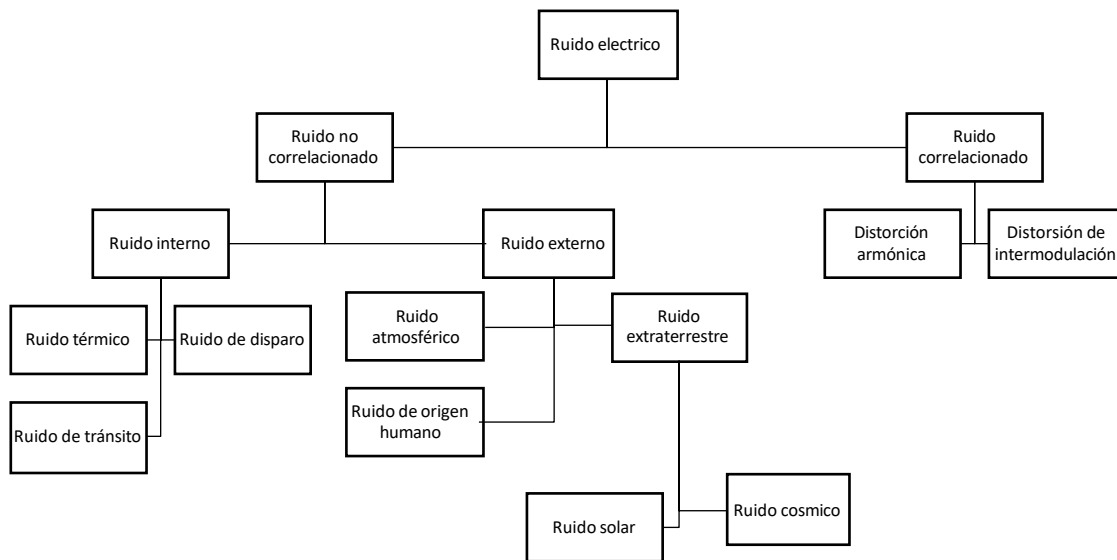 Ruido electrico
Ruido no
correlacionado
Ruido
correlacionado
Ruido interno
Ruido externo
Distorción
armónica
Distorsión de
intermodulación
Ruido térmico
Ruido de disparo
Ruido
atmosférico
Ruido
extraterrestre
Ruido de tránsito
Ruido de origen
humano
Ruido solar
Ruido cosmico